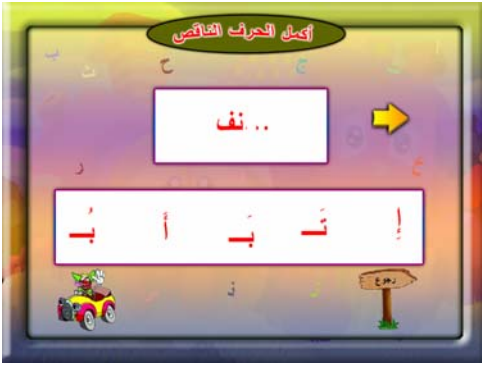 أكمل الحرف الناقص
...نف
إِ تَـ بَـ أَ بُـ
رجوع